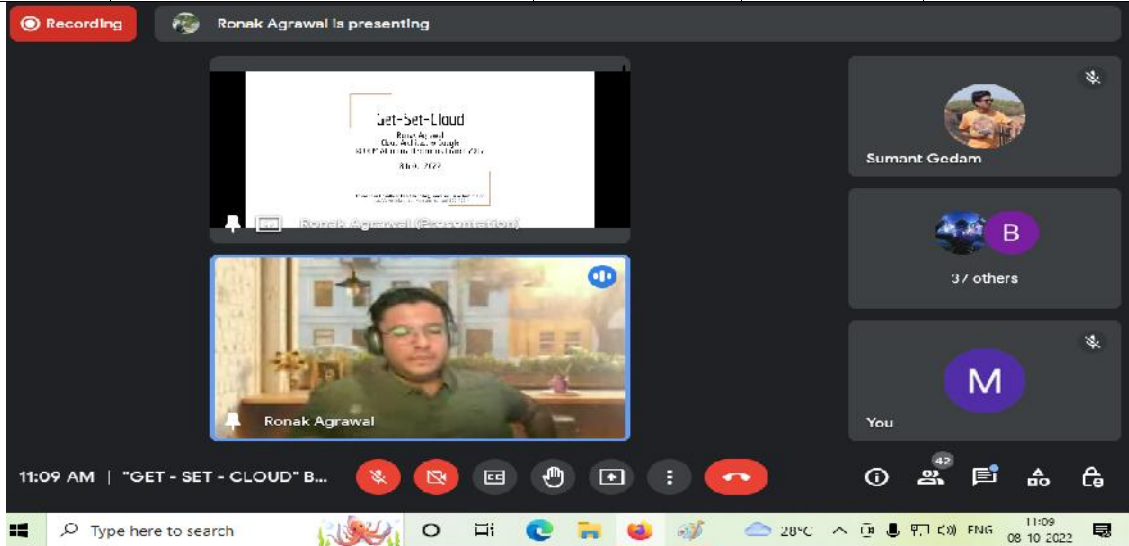 Recording
Ronak Agrawal is presenting
Get-Set-Cloud
Ronak Agrawal
2022
Ronak Agrawal (Presentation)
Sumant Gedam
B
37 others
Ronak Agrawal
M
You
11:09 AM | "GET - SET - CLOUD" B...
CC
42
Type here to search
28°C
ENG
11:09
08-10-2022